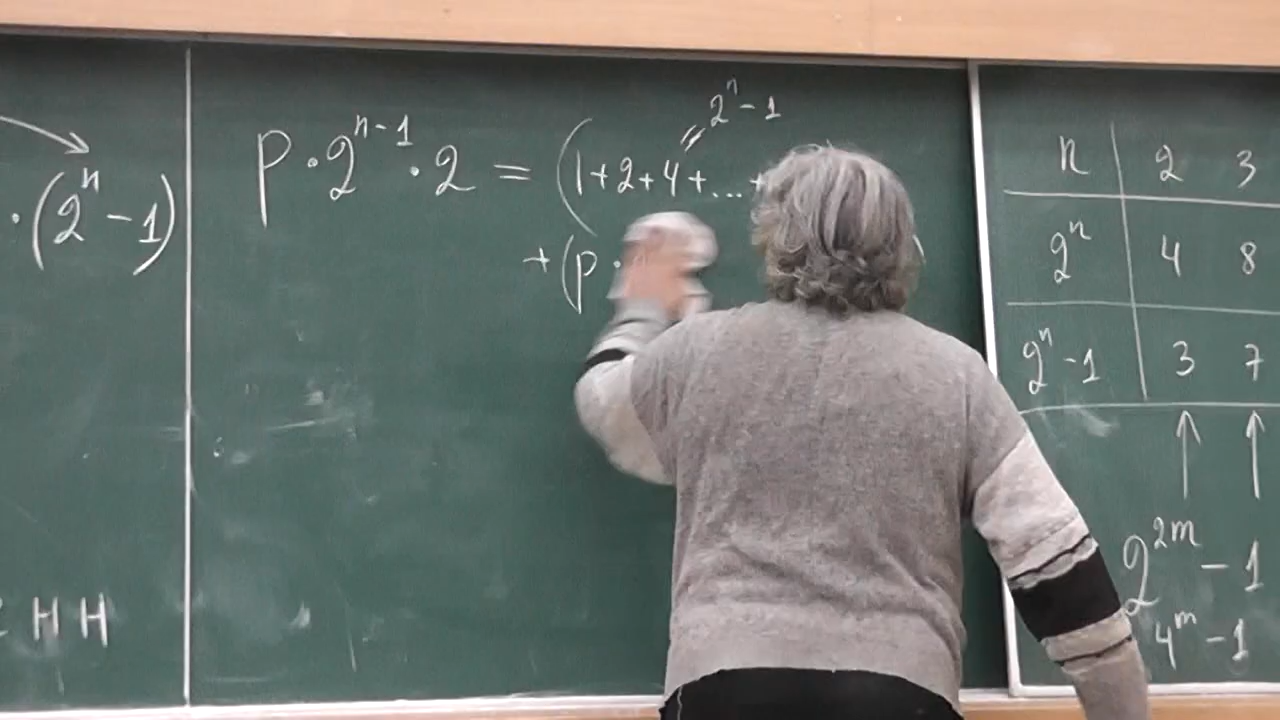 · (2ⁿ - 1)
НН
2ⁿ - 1
p · 2ⁿ⁻¹ · 2 = (1 + 2 + 4 + ... +
+ (p ·
n 2 3
2ⁿ 4 8
2ⁿ - 1 3 7
2²ᵐ - 1
4ᵐ - 1